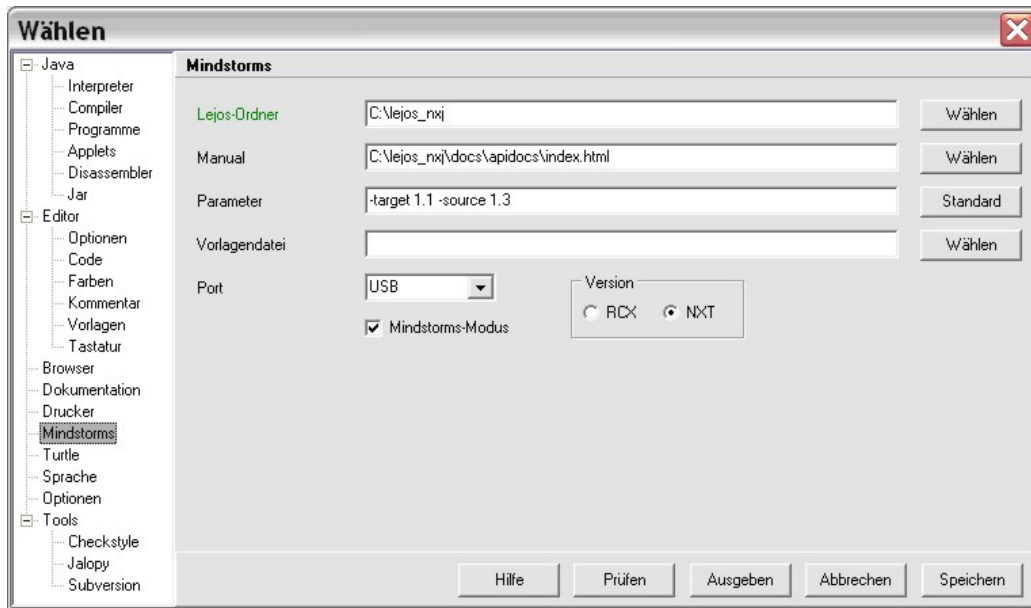 Wählen
Java
Interpreter
Compiler
Programme
Applets
Disassembler
Jar
Editor
Optionen
Code
Farben
Kommentar
Vorlagen
Tastatur
Browser
Dokumentation
Drucker
Mindstorms
Turtle
Sprache
Optionen
Tools
Checkstyle
Jalopy
Subversion
Mindstorms
Lejos-Ordner C:\lejos_nxj Wählen
Manual C:\lejos_nxj\docs\apidocs\index.html Wählen
Parameter -target 1.1 -source 1.3 Standard
Vorlagendatei Wählen
Port USB Version
RCX NXT
Mindstorms-Modus
Hilfe Prüfen Ausgeben Abbrechen Speichern